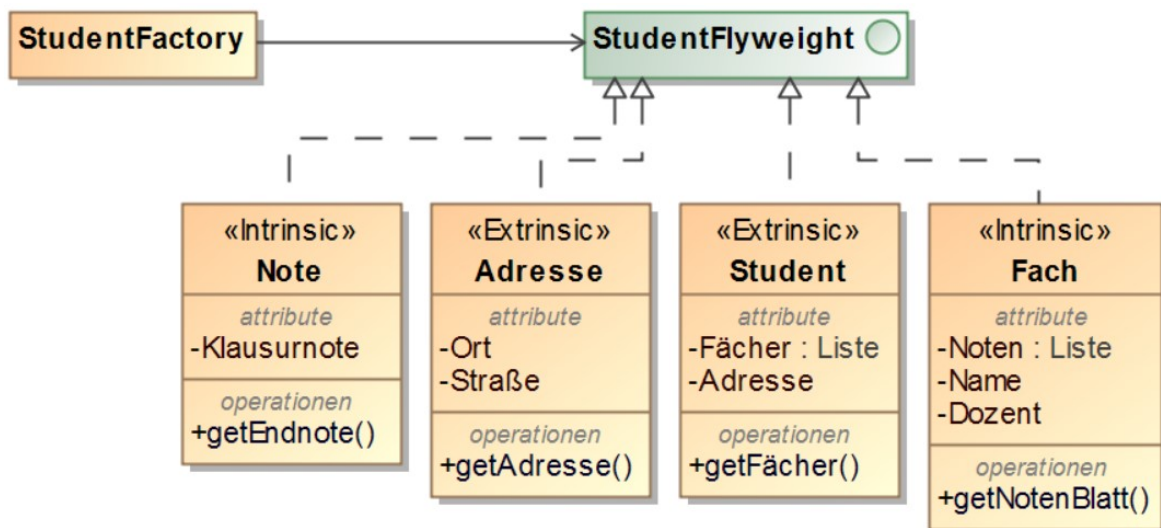 StudentFactory
StudentFlyweight
«Intrinsic»
Note
attribute
-Klausurnote
operationen
+getEndnote()
«Extrinsic»
Adresse
attribute
-Ort
-Straße
operationen
+getAdresse()
«Extrinsic»
Student
attribute
-Fächer : Liste
-Adresse
operationen
+getFächer()
«Intrinsic»
Fach
attribute
-Noten : Liste
-Name
-Dozent
operationen
+getNotenBlatt()